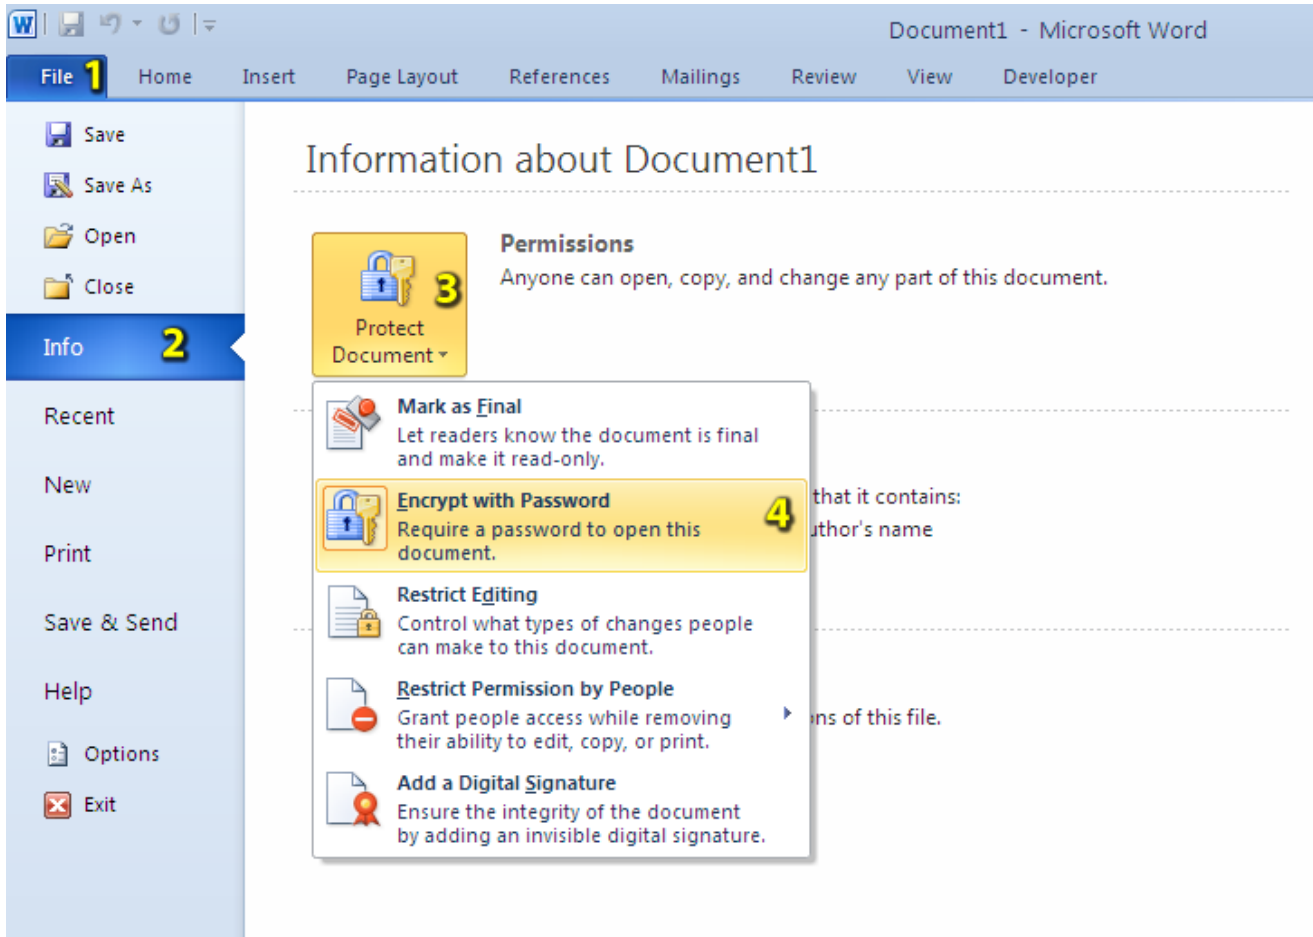 Document1 - Microsoft Word
File 1 Home Insert Page Layout References Mailings Review View Developer
Save
Save As
Open
Close
Info 2
Recent
New
Print
Save & Send
Help
Options
Exit
Information about Document1
Protect
Document
3
Permissions
Anyone can open, copy, and change any part of this document.
Mark as Final
Let readers know the document is final
and make it read-only.
Encrypt with Password
Require a password to open this
document.
4
Restrict Editing
Control what types of changes people
can make to this document.
Restrict Permission by People
Grant people access while removing
their ability to edit, copy, or print.
Add a Digital Signature
Ensure the integrity of the document
by adding an invisible digital signature.
that it contains:
name
of this file.